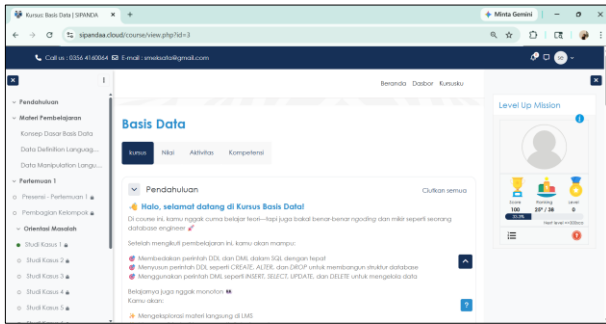 Kursus: Basis Data | SIPANDA
Minta Gemini
sipandaa.cloud/course/view.php?id=3
Call us : 0356 4160064 E-mail : smeksata@gmail.com
Beranda Dasbor Kursusku
Pendahuluan
Materi Pembelajaran
Konsep Dasar Basis Data
Data Definition Languag...
Data Manipulation Langu...
Pertemuan 1
Presensi - Pertemuan 1
Pembagian Kelompok
Orientasi Masalah
Studi Kasus 1
Studi Kasus 2
Studi Kasus 3
Studi Kasus 4
Studi Kasus 5
Basis Data
kursus Nilai Aktivitas Kompetensi
Pendahuluan Ciutkan semua
Halo, selamat datang di Kursus Basis Data!
Di course ini, kamu nggak cuma belajar teori—tapi juga bakal benar-benar ngoding dan mikir seperti seorang
database engineer
Setelah mengikuti pembelajaran ini, kamu akan mampu:
Membedakan perintah DDL dan DML dalam SQL dengan tepat
Menyusun perintah DDL seperti CREATE, ALTER, dan DROP untuk membangun struktur database
Menggunakan perintah DML seperti INSERT, SELECT, UPDATE, dan DELETE untuk mengelola data
Belajarnya juga nggak monoton
Kamu akan:
Mengeksplorasi materi langsung di LMS
?
Level Up Mission
Score Ranking Level
100 25° / 38 0
33.3%